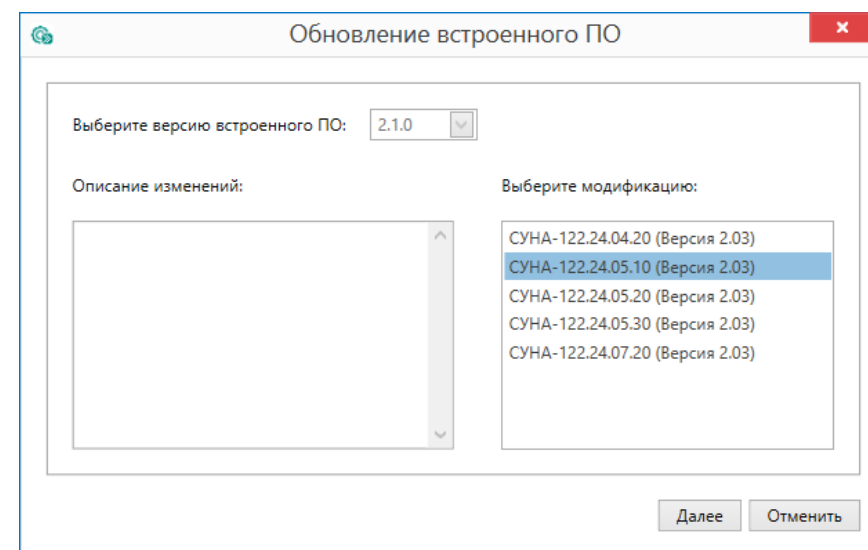 Обновление встроенного ПО
Выберите версию встроенного ПО: 2.1.0
Описание изменений:
Выберите модификацию:
СУНА-122.24.04.20 (Версия 2.03)
СУНА-122.24.05.10 (Версия 2.03)
СУНА-122.24.05.20 (Версия 2.03)
СУНА-122.24.05.30 (Версия 2.03)
СУНА-122.24.07.20 (Версия 2.03)
Далее
Отменить